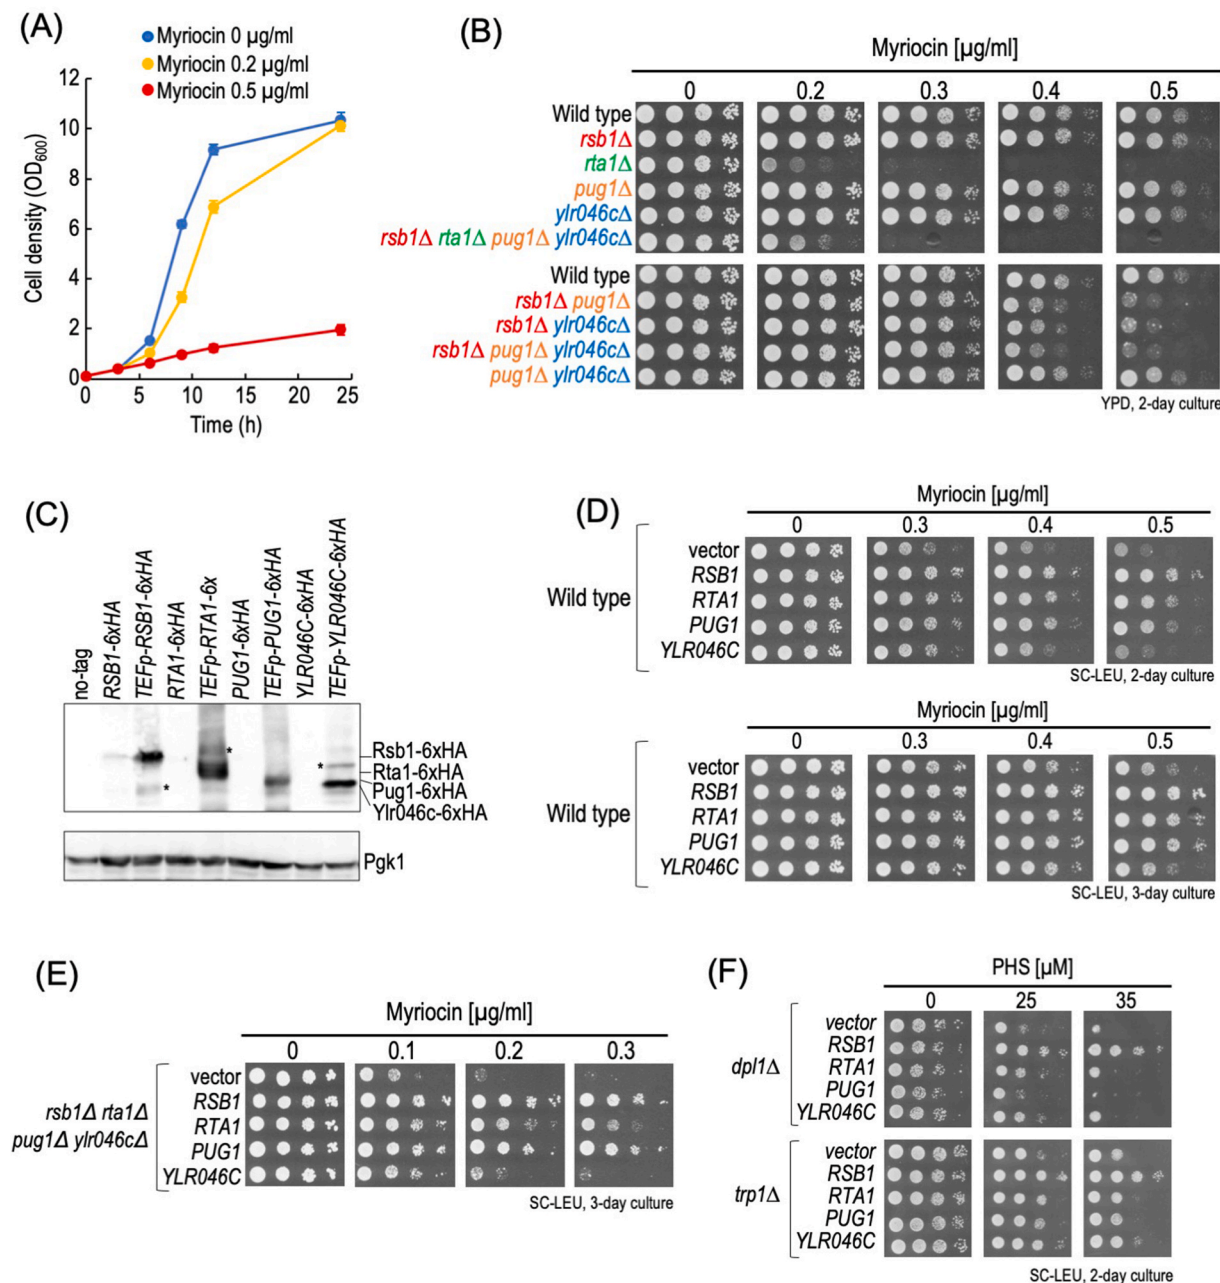 (A)
Myriocin 0 µg/ml
Myriocin 0.2 µg/ml
Myriocin 0.5 µg/ml
Cell density (OD600)
12
10
8
6
4
2
0
0 5 10 15 20 25
Time (h)
(B)
Myriocin [µg/ml]
0 0.2 0.3 0.4 0.5
Wild type
rsb1Δ
rta1Δ
pug1Δ
ylr046cΔ
rsb1Δ rta1Δ pug1Δ ylr046cΔ
Wild type
rsb1Δ pug1Δ
rsb1Δ ylr046cΔ
rsb1Δ pug1Δ ylr046cΔ
pug1Δ ylr046cΔ
YPD, 2-day culture
(C)
no-tag
RSB1-6xHA
TEFp-RSB1-6xHA
RTA1-6xHA
TEFp-RTA1-6x
PUG1-6xHA
TEFp-PUG1-6xHA
YLR046C-6xHA
TEFp-YLR046C-6xHA
*
*
*
Rsb1-6xHA
Rta1-6xHA
Pug1-6xHA
Ylr046c-6xHA
Pgk1
(D)
Myriocin [µg/ml]
0 0.3 0.4 0.5
Wild type
vector
RSB1
RTA1
PUG1
YLR046C
SC-LEU, 2-day culture
Myriocin [µg/ml]
0 0.3 0.4 0.5
Wild type
vector
RSB1
RTA1
PUG1
YLR046C
SC-LEU, 3-day culture
(E)
Myriocin [µg/ml]
0 0.1 0.2 0.3
rsb1Δ rta1Δ
pug1Δ ylr046cΔ
vector
RSB1
RTA1
PUG1
YLR046C
SC-LEU, 3-day culture
(F)
PHS [µM]
0 25 35
dpl1Δ
vector
RSB1
RTA1
PUG1
YLR046C
trp1Δ
vector
RSB1
RTA1
PUG1
YLR046C
SC-LEU, 2-day culture